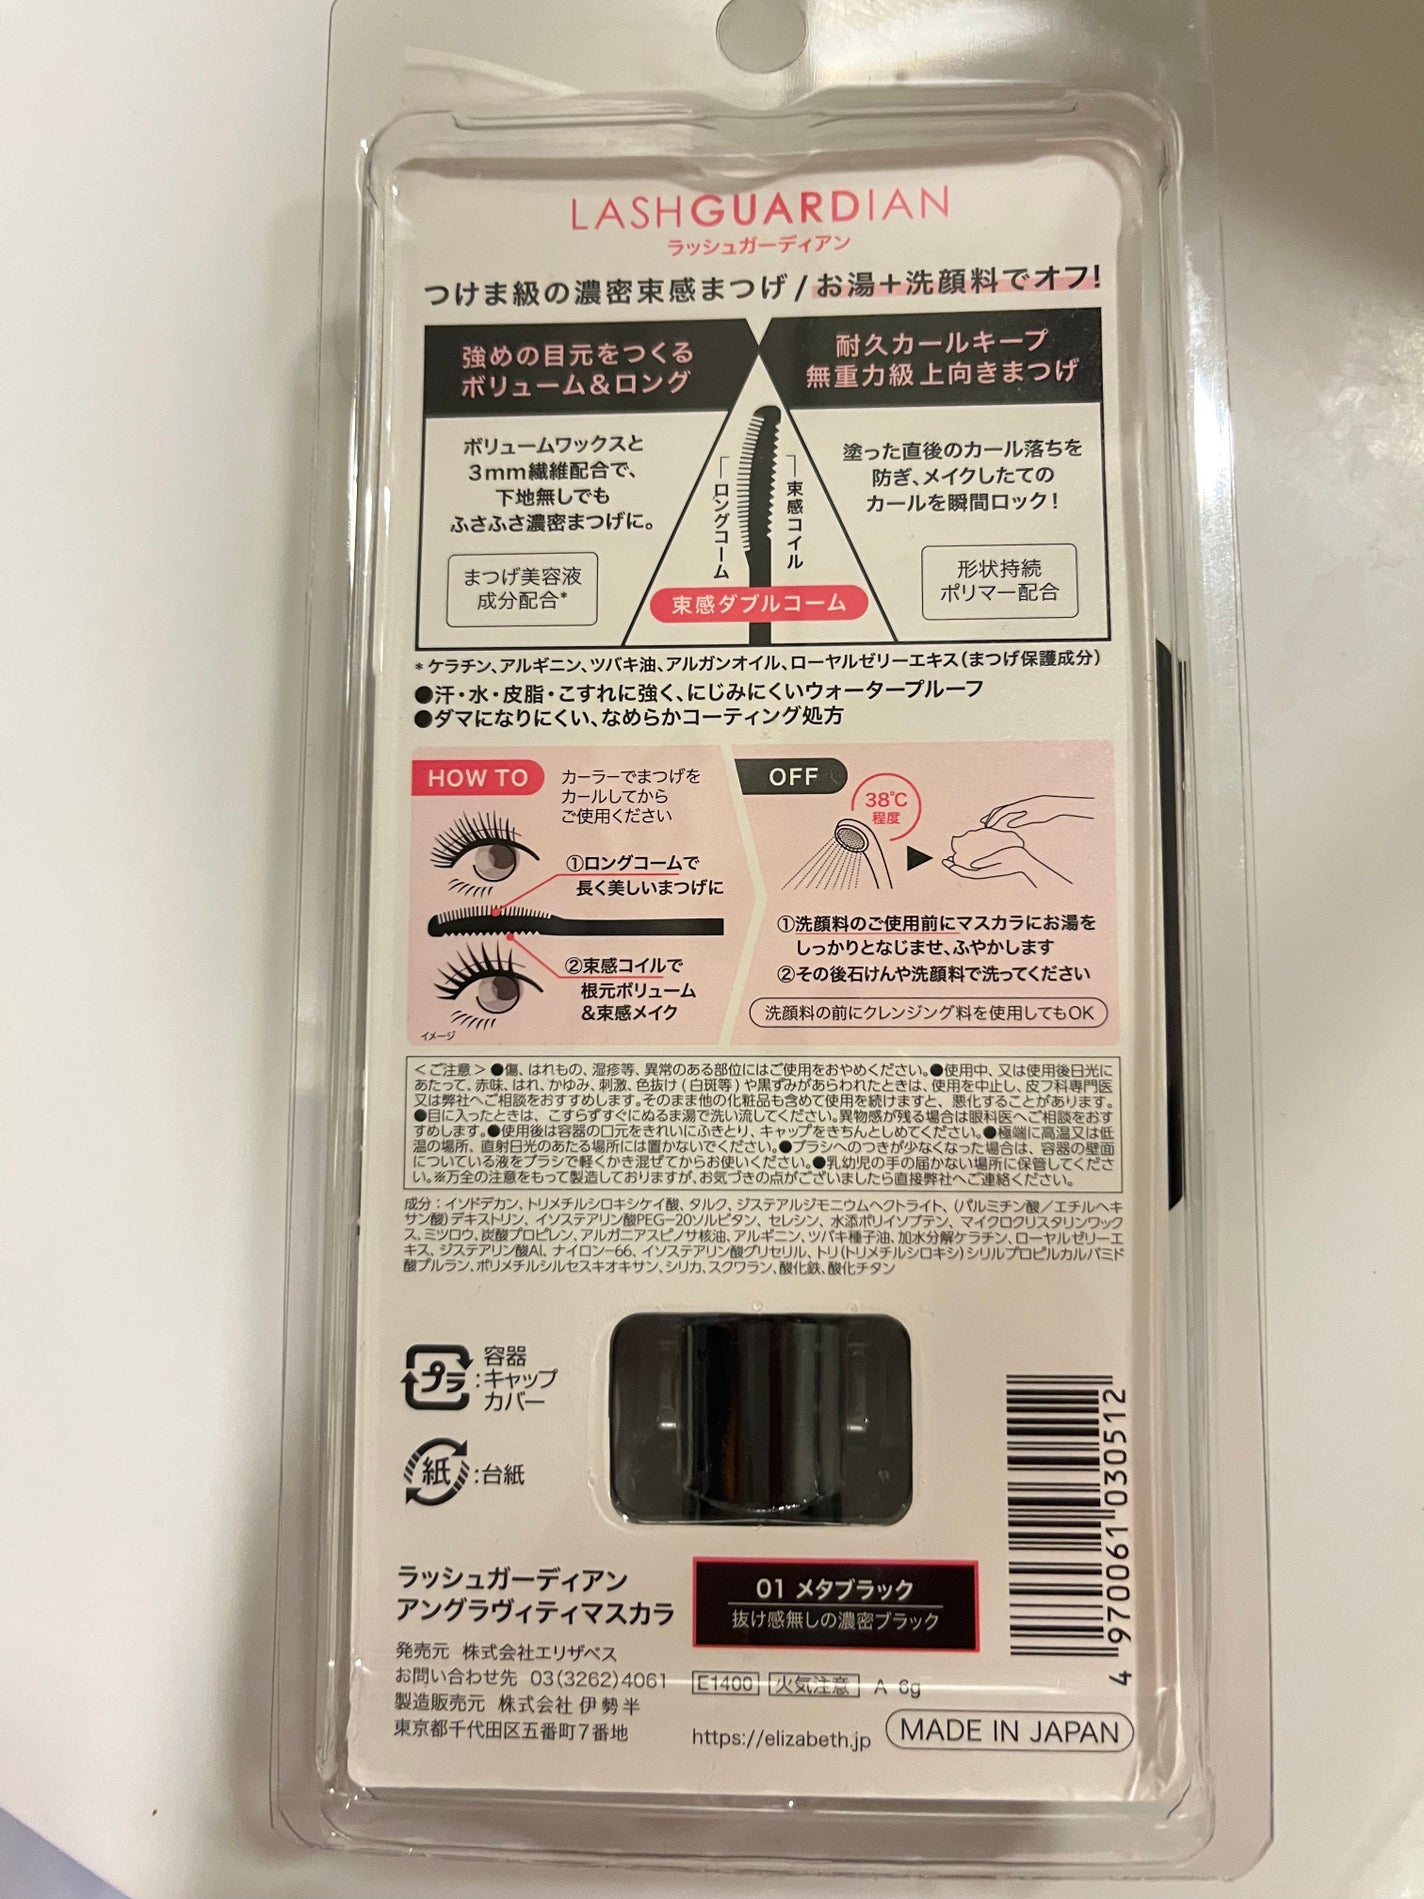 LASHGUARDIAN
ラッシュガーディアン
つけま級の濃密束感まつげ/お湯+洗顔料でオフ!
強めの目元をつくる
ボリューム&ロング
耐久カールキープ
無重力級 上向きまつげ
ボリュームワックスと
3mm繊維配合で、
下地無しでも
ふさふさ濃密まつげに。
まつげ美容液
成分配合*
ロングコーム
束感コイル
束感ダブルコーム
塗った直後のカール落ちを
防ぎ、メイクしたての
カールを瞬間ロック!
形状持続
ポリマー配合
*ケラチン、アルギニン、ツバキ油、アルガンオイル、ローヤルゼリーエキス(まつげ保護成分)
●汗・水・皮脂・こすれに強く、にじみにくいウォータープルーフ
●ダマになりにくい、なめらかコーティング処方
HOW TO
カーラーでまつげを
カールしてから
ご使用ください
①ロングコームで
長く美しいまつげに
②束感コイルで
根元ボリューム
&束感メイク
イメージ
OFF
38℃
程度
①洗顔料のご使用前にマスカラにお湯を
しっかりとなじませ、ふやかします
②その後石けんや洗顔料で洗ってください
洗顔料の前にクレンジング料を使用してもOK
<ご注意>●傷、はれもの、湿疹等、異常のある部位にはご使用をおやめください。●使用中、又は使用後日光に
あたって、赤味、はれ、かゆみ、刺激、色抜け(白斑等)や黒ずみがあらわれたときは、使用を中止し、皮フ科専門医
又は弊社へご相談をおすすめします。そのまま他の化粧品も含めて使用を続けますと、悪化することがあります。
●目に入ったときは、こすらずすぐにぬるま湯で洗い流してください。異物感が残る場合は眼科医へご相談をおす
すめします。●使用後は容器の口元をきれいにふきとり、キャップをきちんとしめてください。●極端に高温又は低
温の場所、直射日光のあたる場所には置かないでください。●ブラシへのつきが少なくなった場合は、容器の壁面
についている液をブラシで軽くかき混ぜてからお使いください。●乳幼児の手の届かない場所に保管してくださ
い。※万全の注意をもって製造しておりますが、お気づきの点がございましたら直接弊社へご連絡ください。
成分:イソドデカン、トリメチルシロキシケイ酸、タルク、ジステアルジモニウムヘクトライト、(パルミチン酸/エチルヘキ
サン酸)デキストリン、イソステアリン酸PEG-20ソルビタン、セレシン、水添ポリイソブテン、マイクロクリスタリンワック
ス、ミツロウ、炭酸プロピレン、アルガニアスピノサ核油、アルギニン、ツバキ種子油、加水分解ケラチン、ローヤルゼリーエ
キス、ジステアリン酸Al、ナイロン-66、イソステアリン酸グリセリル、トリ(トリメチルシロキシ)シリルプロピルカルバミド
酸プルラン、ポリメチルシルセスキオキサン、シリカ、スクワラン、酸化鉄、酸化チタン
プラ
:容器
キャップ
カバー
紙
:台紙
4 970061 030512
ラッシュガーディアン
アングラヴィティマスカラ
01 メタブラック
抜け感無しの濃密ブラック
発売元 株式会社エリザベス
お問い合わせ先 03(3262)4061
製造販売元 株式会社 伊勢半
東京都千代田区五番町7番地
E1400 火気注意 A 6g
https://elizabeth.jp
MADE IN JAPAN